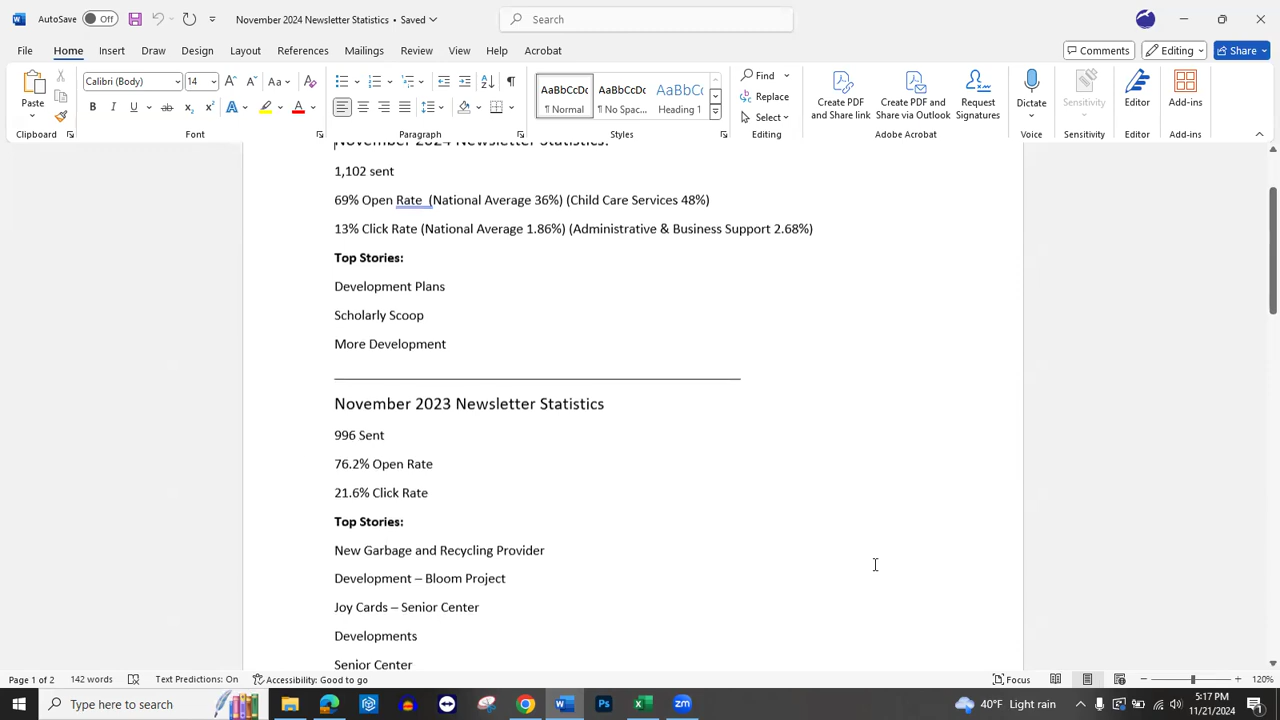 AutoSave Off November 2024 Newsletter Statistics • Saved Search
File Home Insert Draw Design Layout References Mailings Review View Help Acrobat Comments Editing Share
Paste Calibri (Body) 14 AaBbCcDc AaBbCcDc AaBbCc Find Replace Select
¶ Normal ¶ No Spac... Heading 1
Create PDF and Share link Create PDF and Share via Outlook Request Signatures Dictate Sensitivity Editor Add-ins
Clipboard Font Paragraph Styles Editing Adobe Acrobat Voice Sensitivity Editor Add-ins
November 2024 Newsletter Statistics:
1,102 sent
69% Open Rate (National Average 36%) (Child Care Services 48%)
13% Click Rate (National Average 1.86%) (Administrative & Business Support 2.68%)
Top Stories:
Development Plans
Scholarly Scoop
More Development
November 2023 Newsletter Statistics
996 Sent
76.2% Open Rate
21.6% Click Rate
Top Stories:
New Garbage and Recycling Provider
Development – Bloom Project
Joy Cards – Senior Center
Developments
Senior Center
Page 1 of 2 142 words Text Predictions: On Accessibility: Good to go Focus 120%
Type here to search 40°F Light rain 5:17 PM
11/21/2024